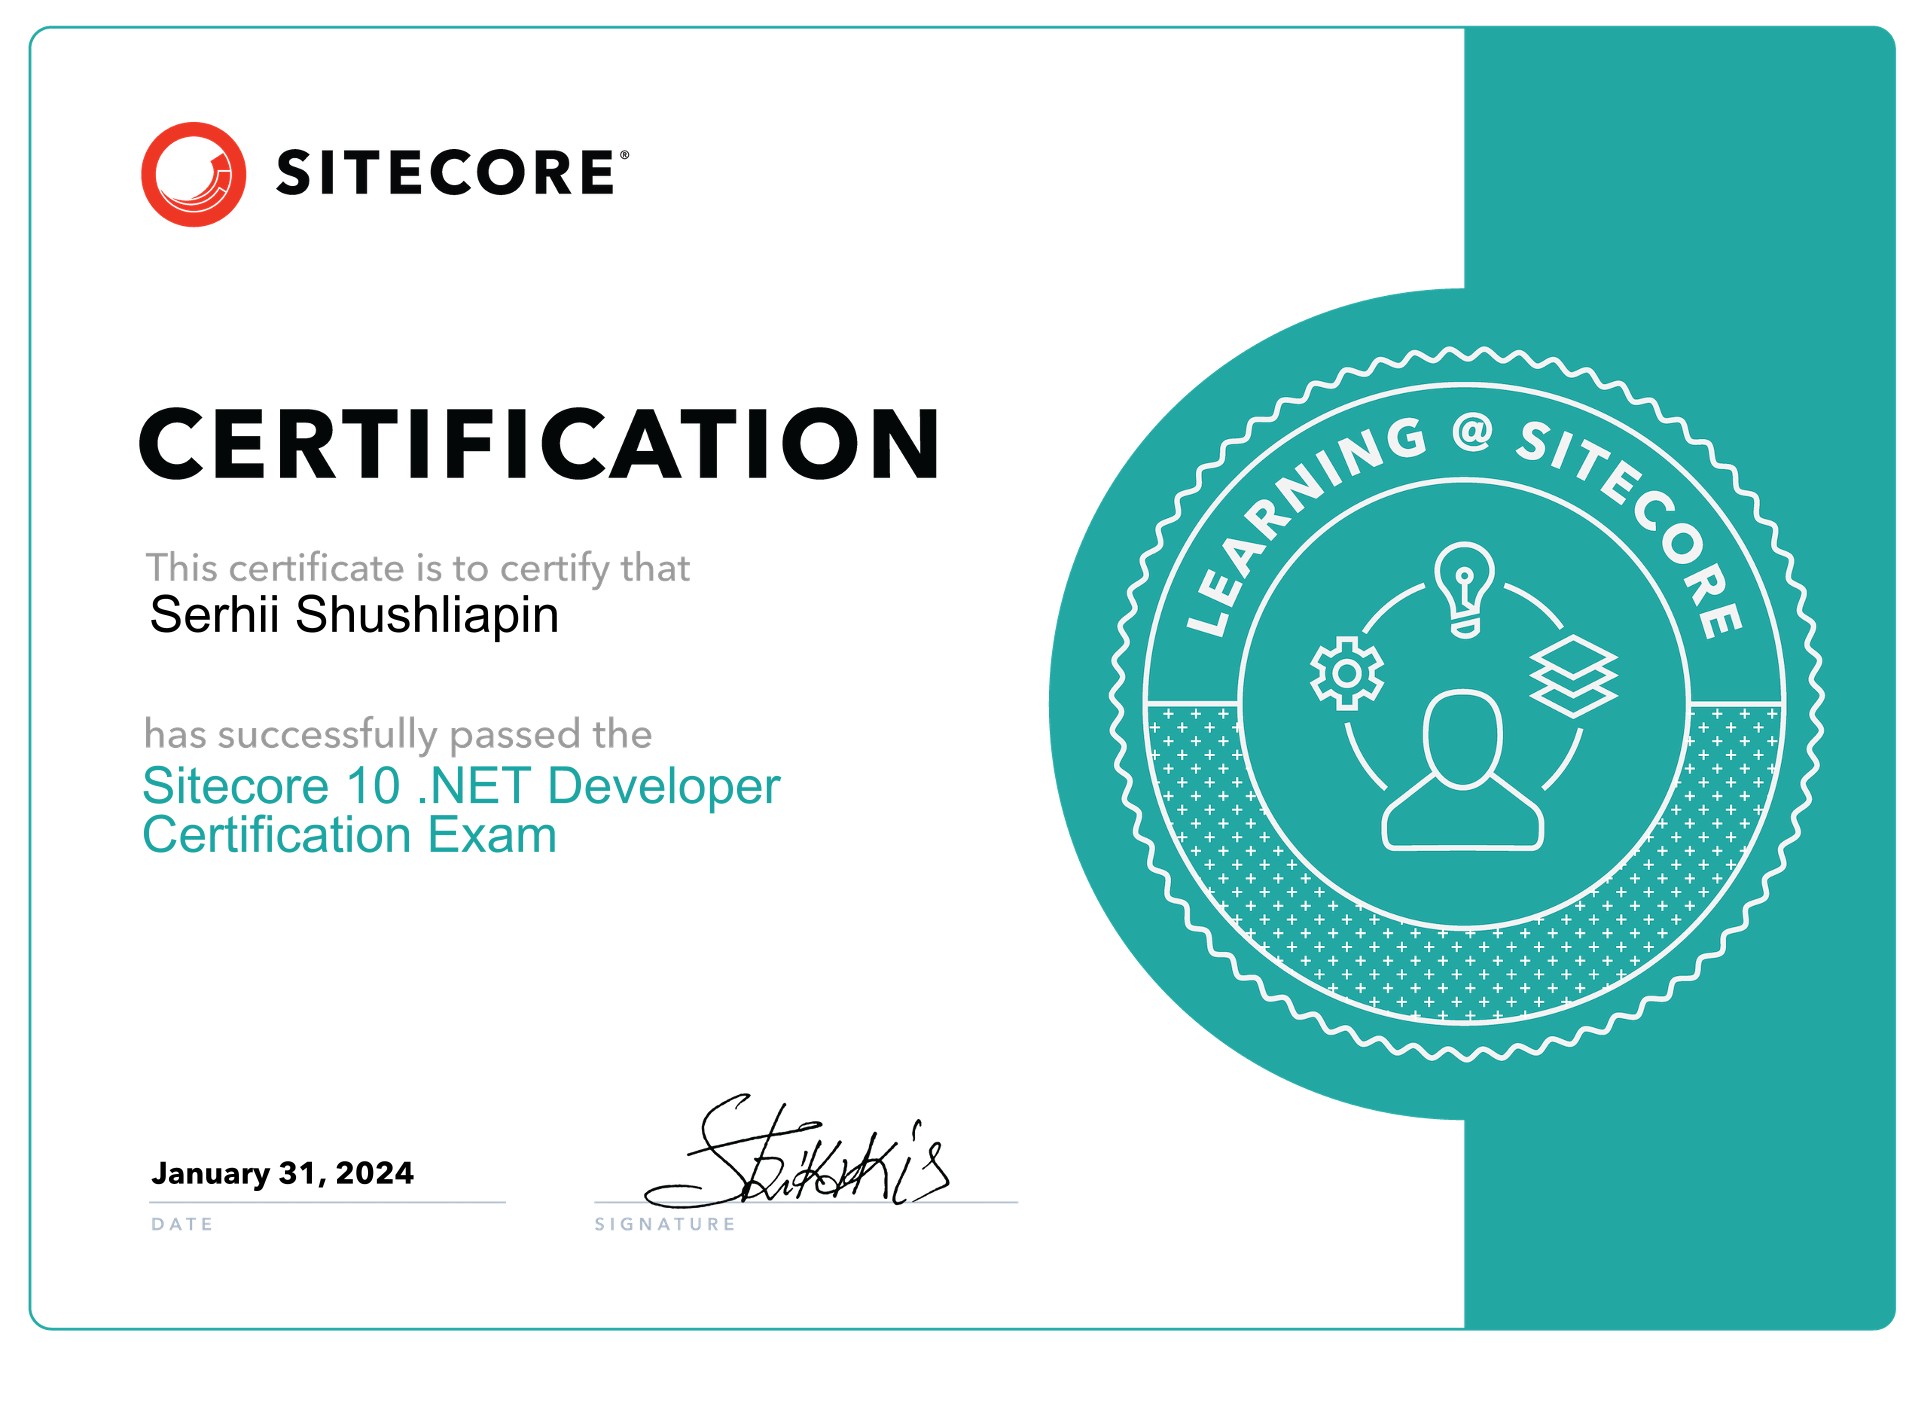 SITECORE®
CERTIFICATION
This certificate is to certify that
Serhii Shushliapin
has successfully passed the
Sitecore 10 .NET Developer
Certification Exam
January 31, 2024
DATE
SIGNATURE
LEARNING @ SITECORE